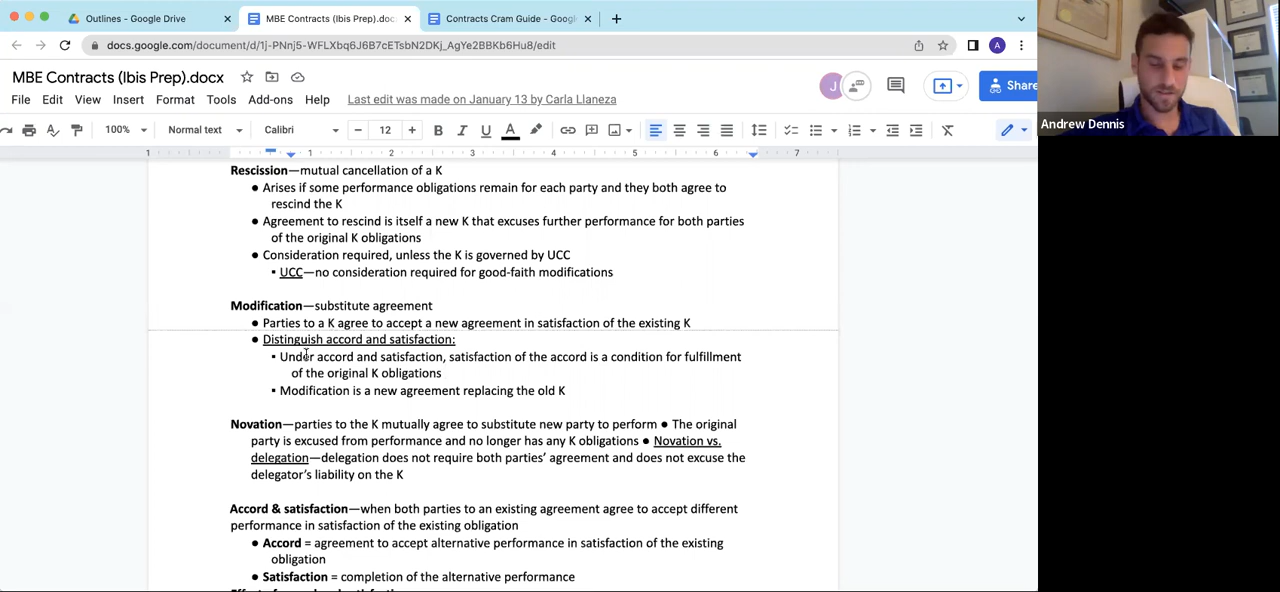 Outlines - Google Drive
MBE Contracts (Ibis Prep).doc
Contracts Cram Guide - Goog
docs.google.com/document/d/1j-PNnj5-WFLXbq6J6B7cETsbN2DKj_AgYe2BBKb6Hu8/edit
A
MBE Contracts (Ibis Prep).docx
File Edit View Insert Format Tools Add-ons Help Last edit was made on January 13 by Carla Llaneza
J
Share
Andrew Dennis
100% Normal text Calibri - 12 + B I U A
1 1 2 3 4 5 6 7
Rescission—mutual cancellation of a K
● Arises if some performance obligations remain for each party and they both agree to
rescind the K
● Agreement to rescind is itself a new K that excuses further performance for both parties
of the original K obligations
● Consideration required, unless the K is governed by UCC
▪ UCC—no consideration required for good-faith modifications
Modification—substitute agreement
● Parties to a K agree to accept a new agreement in satisfaction of the existing K
● Distinguish accord and satisfaction:
▪ Under accord and satisfaction, satisfaction of the accord is a condition for fulfillment
of the original K obligations
▪ Modification is a new agreement replacing the old K
Novation—parties to the K mutually agree to substitute new party to perform ● The original
party is excused from performance and no longer has any K obligations ● Novation vs.
delegation—delegation does not require both parties’ agreement and does not excuse the
delegator’s liability on the K
Accord & satisfaction—when both parties to an existing agreement agree to accept different
performance in satisfaction of the existing obligation
● Accord = agreement to accept alternative performance in satisfaction of the existing
obligation
● Satisfaction = completion of the alternative performance